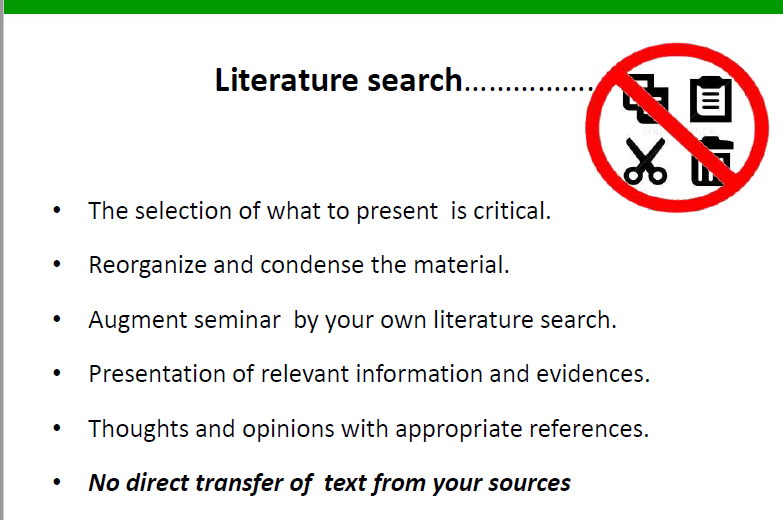 Literature search……………..
• The selection of what to present  is critical.
• Reorganize and condense the material.
• Augment seminar  by your own literature search.
• Presentation of relevant information and evidences.
• Thoughts and opinions with appropriate references.
• No direct transfer of  text from your sources